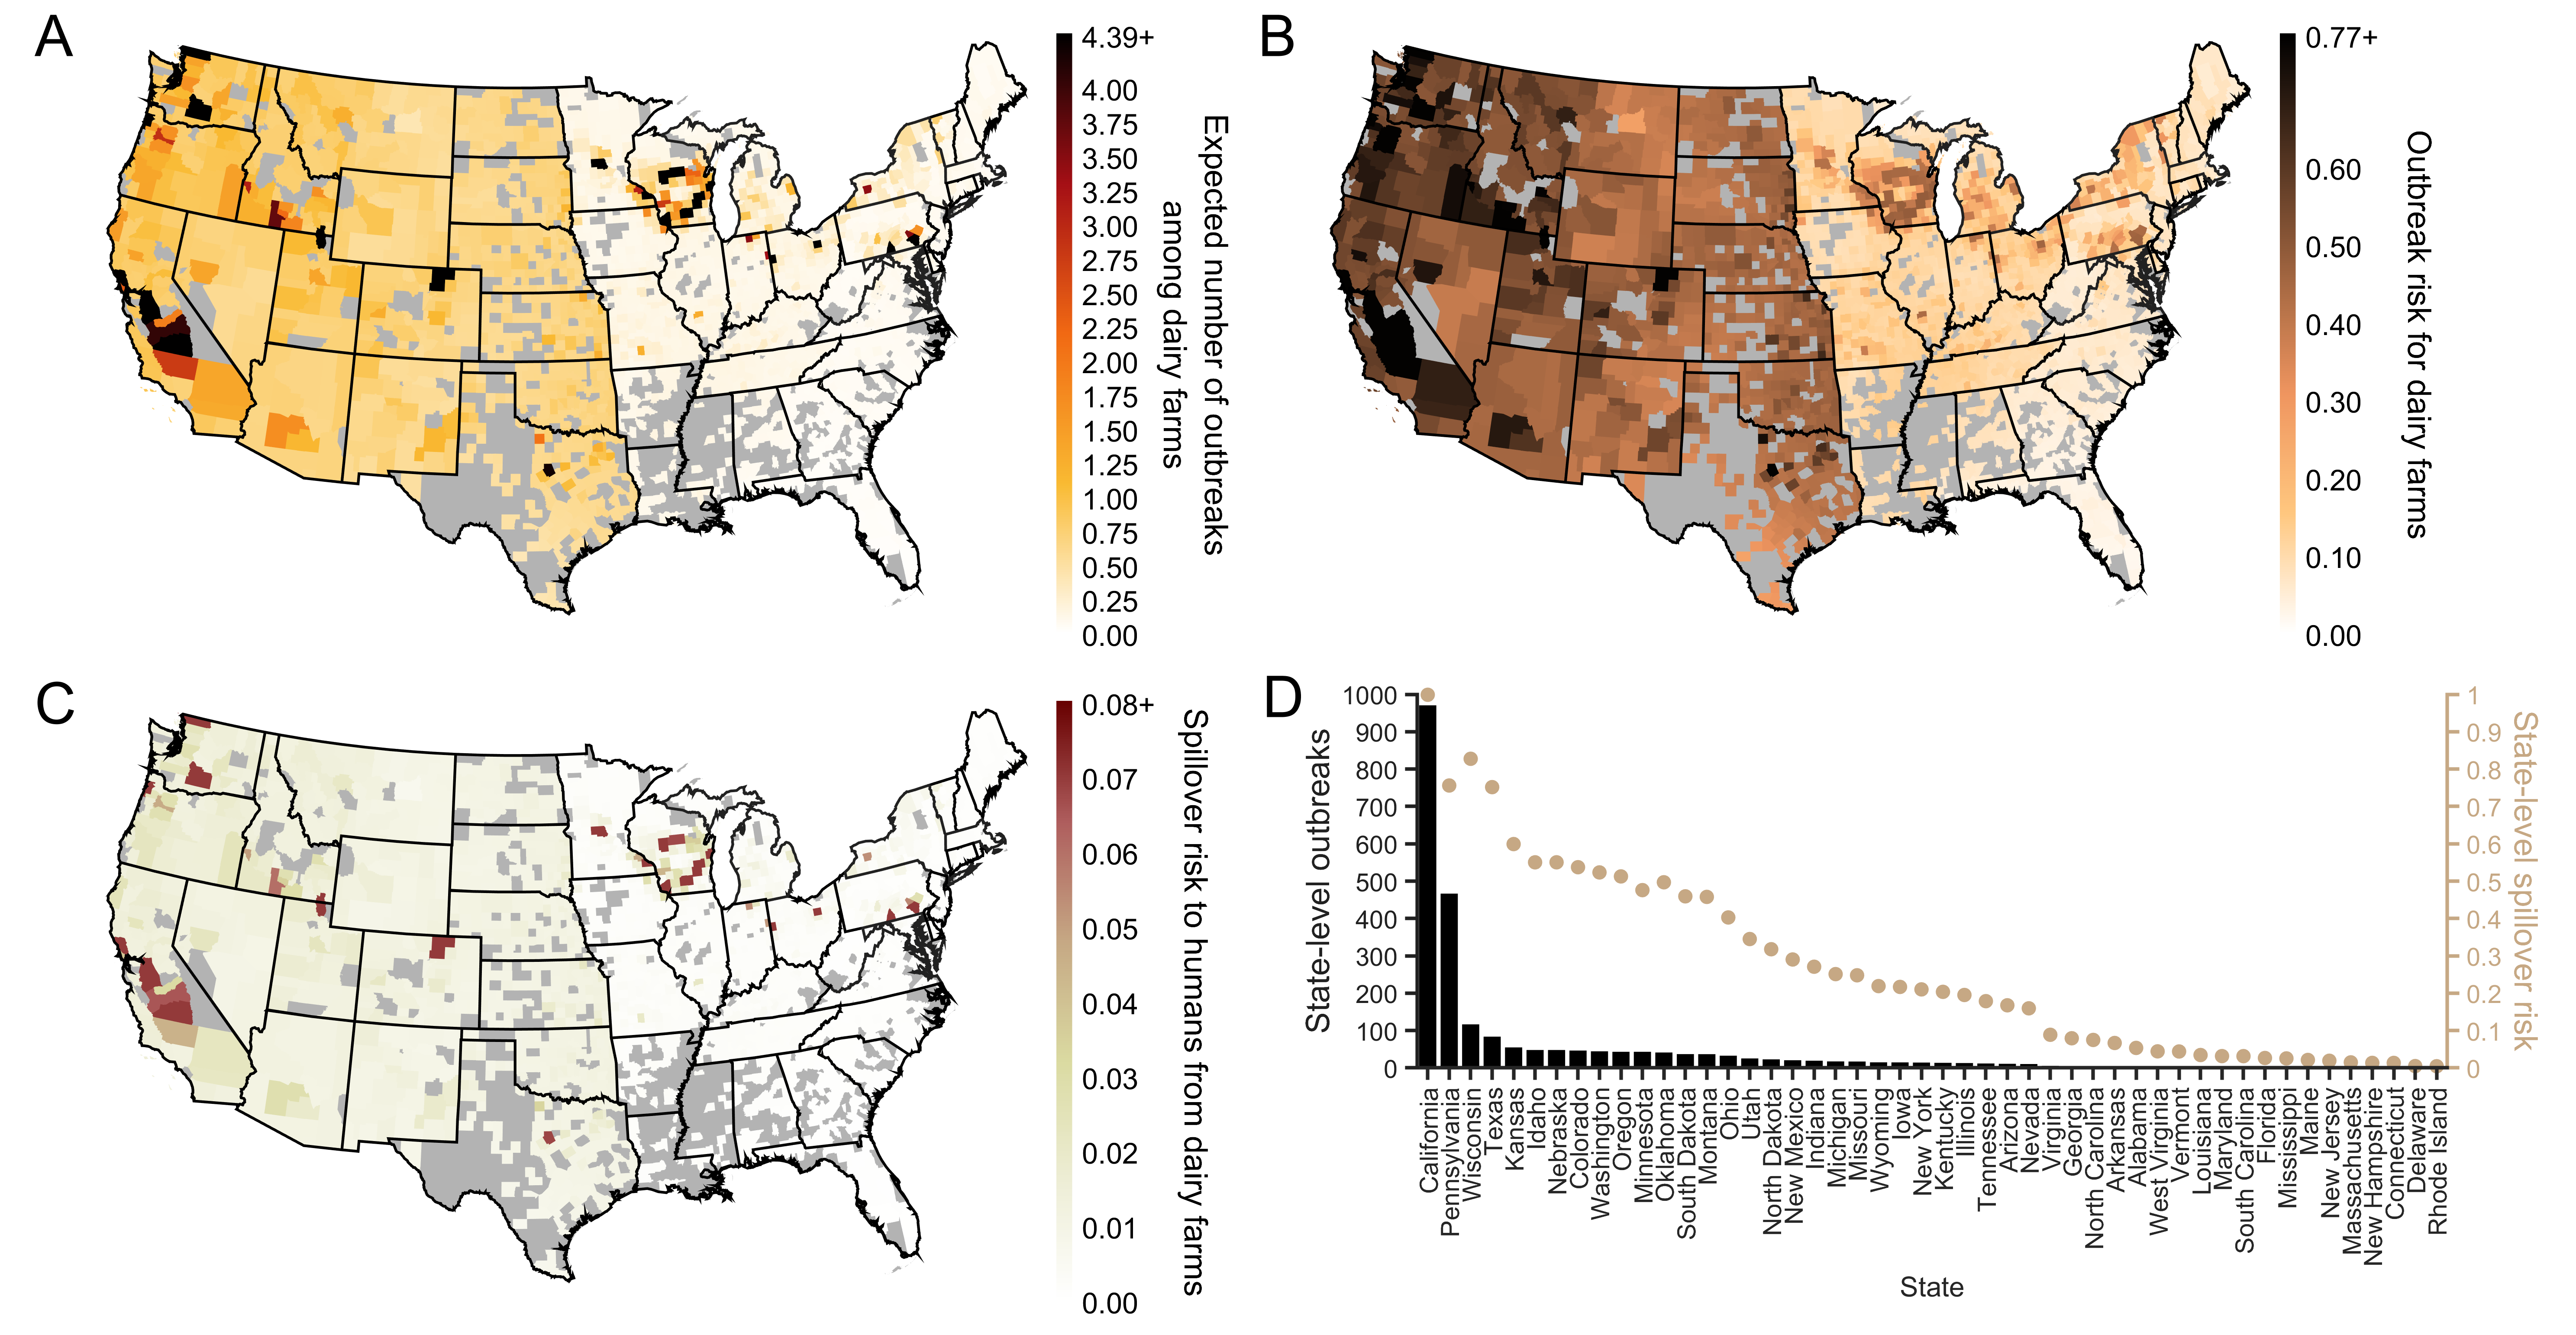 A
4.39+
4.00
3.75
3.50
3.25
3.00
2.75
2.50
2.25
2.00
1.75
1.50
1.25
1.00
0.75
0.50
0.25
0.00
Expected number of outbreaks
among dairy farms
B
0.77+
0.60
0.50
0.40
0.30
0.20
0.10
0.00
Outbreak risk for dairy farms
C
0.08+
0.07
0.06
0.05
0.04
0.03
0.02
0.01
0.00
Spillover risk to humans from dairy farms
D
State-level outbreaks
1000
900
800
700
600
500
400
300
200
100
0
1
0.9
0.8
0.7
0.6
0.5
0.4
0.3
0.2
0.1
0
State-level spillover risk
California
Pennsylvania
Wisconsin
Texas
Kansas
Idaho
Nebraska
Colorado
Washington
Oregon
Minnesota
Oklahoma
South Dakota
Montana
Ohio
Utah
North Dakota
New Mexico
Indiana
Michigan
Missouri
Wyoming
Iowa
New York
Kentucky
Illinois
Tennessee
Arizona
Nevada
Virginia
Georgia
North Carolina
Arkansas
Alabama
West Virginia
Vermont
Louisiana
Maryland
South Carolina
Florida
Mississippi
Maine
New Jersey
Massachusetts
New Hampshire
Connecticut
Delaware
Rhode Island
State